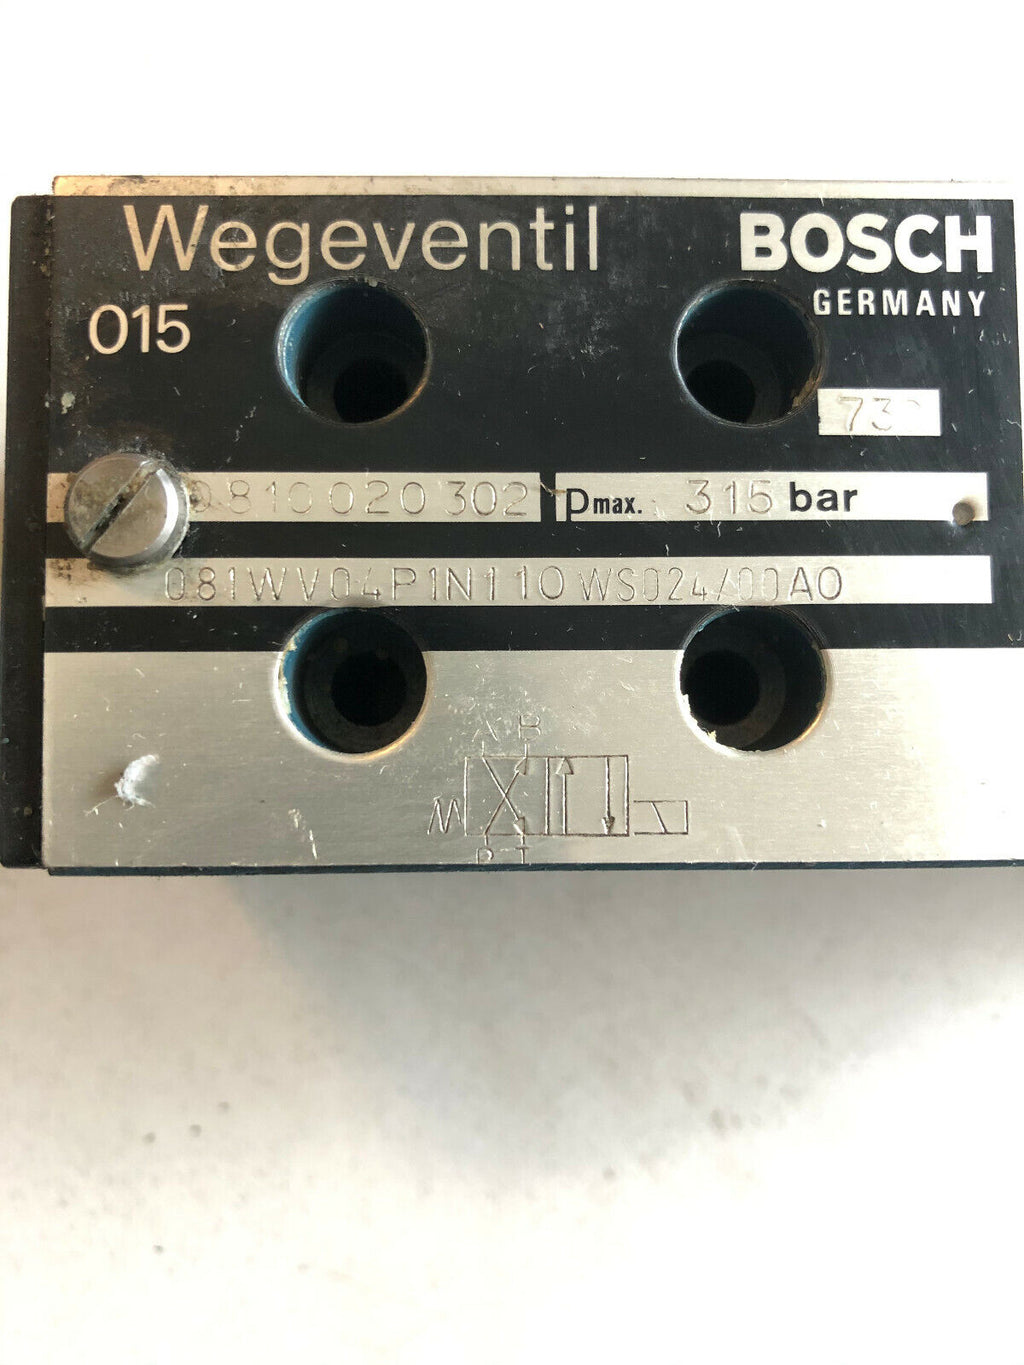 Wegeventil BOSCH
GERMANY
015
0 810 020 302 Pmax. 315 bar
081WV04P1N110WS024/00A0
A B
P T